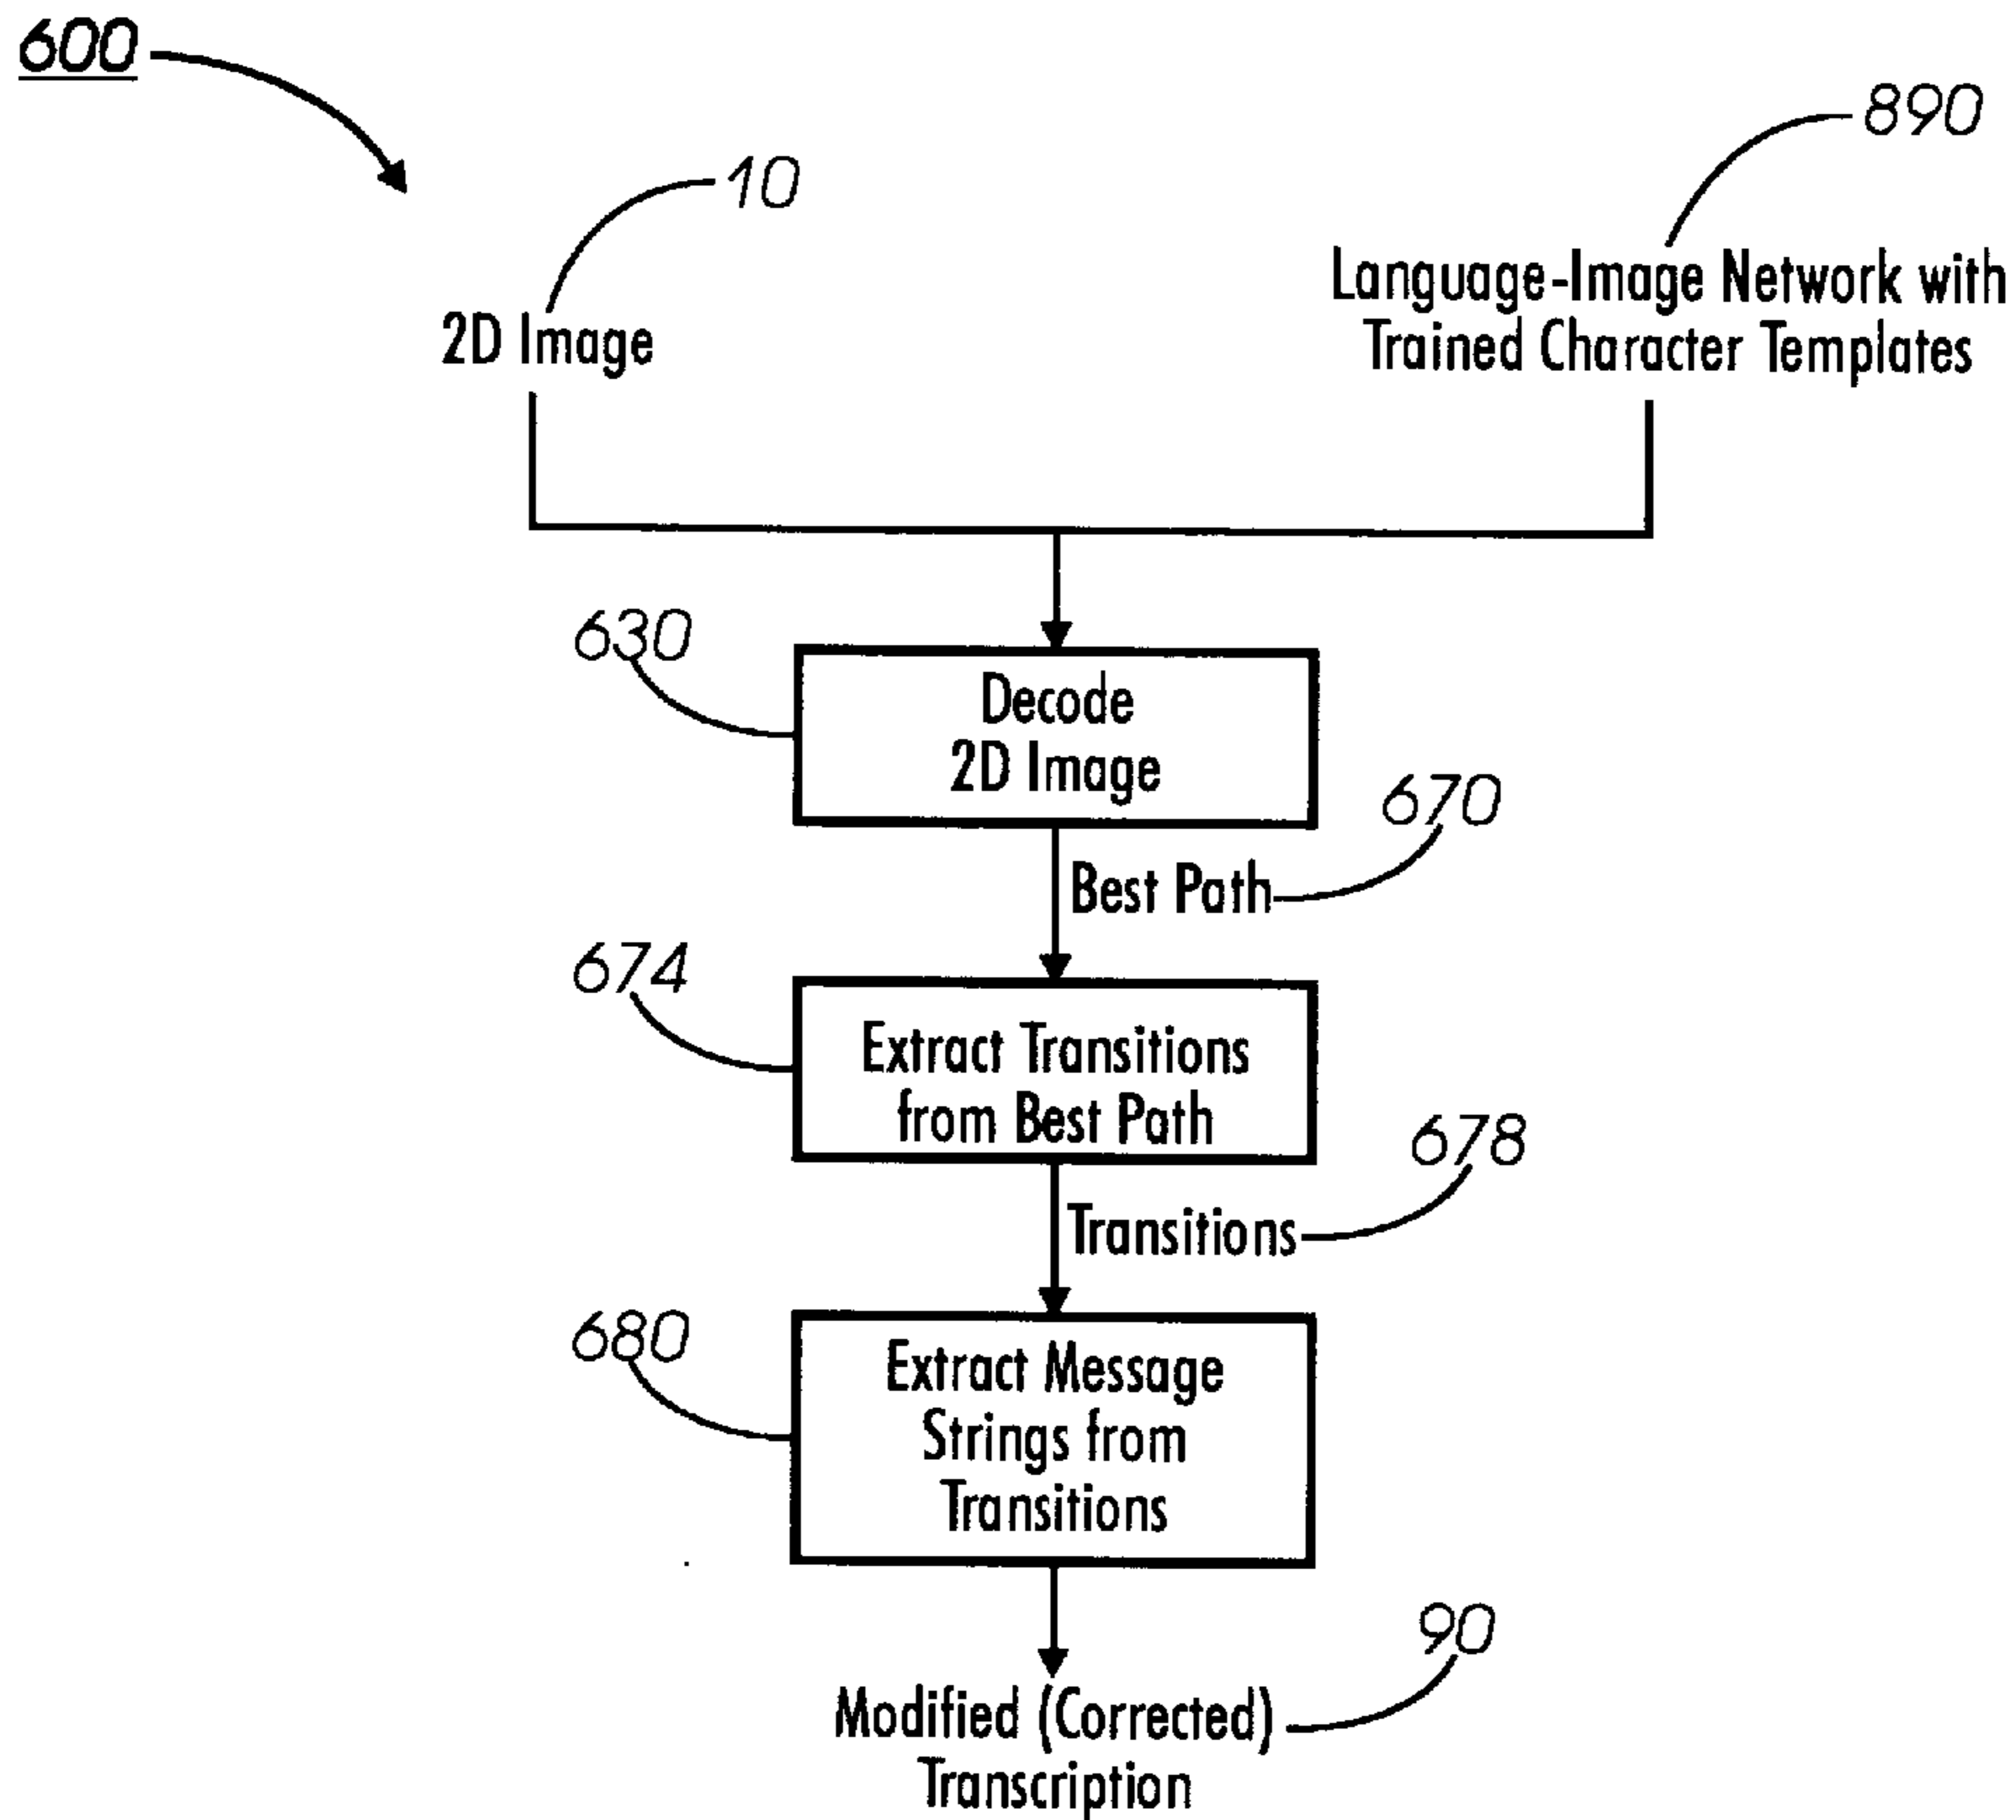 600
10
890
2D Image
Language-Image Network with
Trained Character Templates
630
Decode
2D Image
670
Best Path
674
Extract Transitions
from Best Path
678
Transitions
680
Extract Message
Strings from
Transitions
90
Modified (Corrected)
Transcription